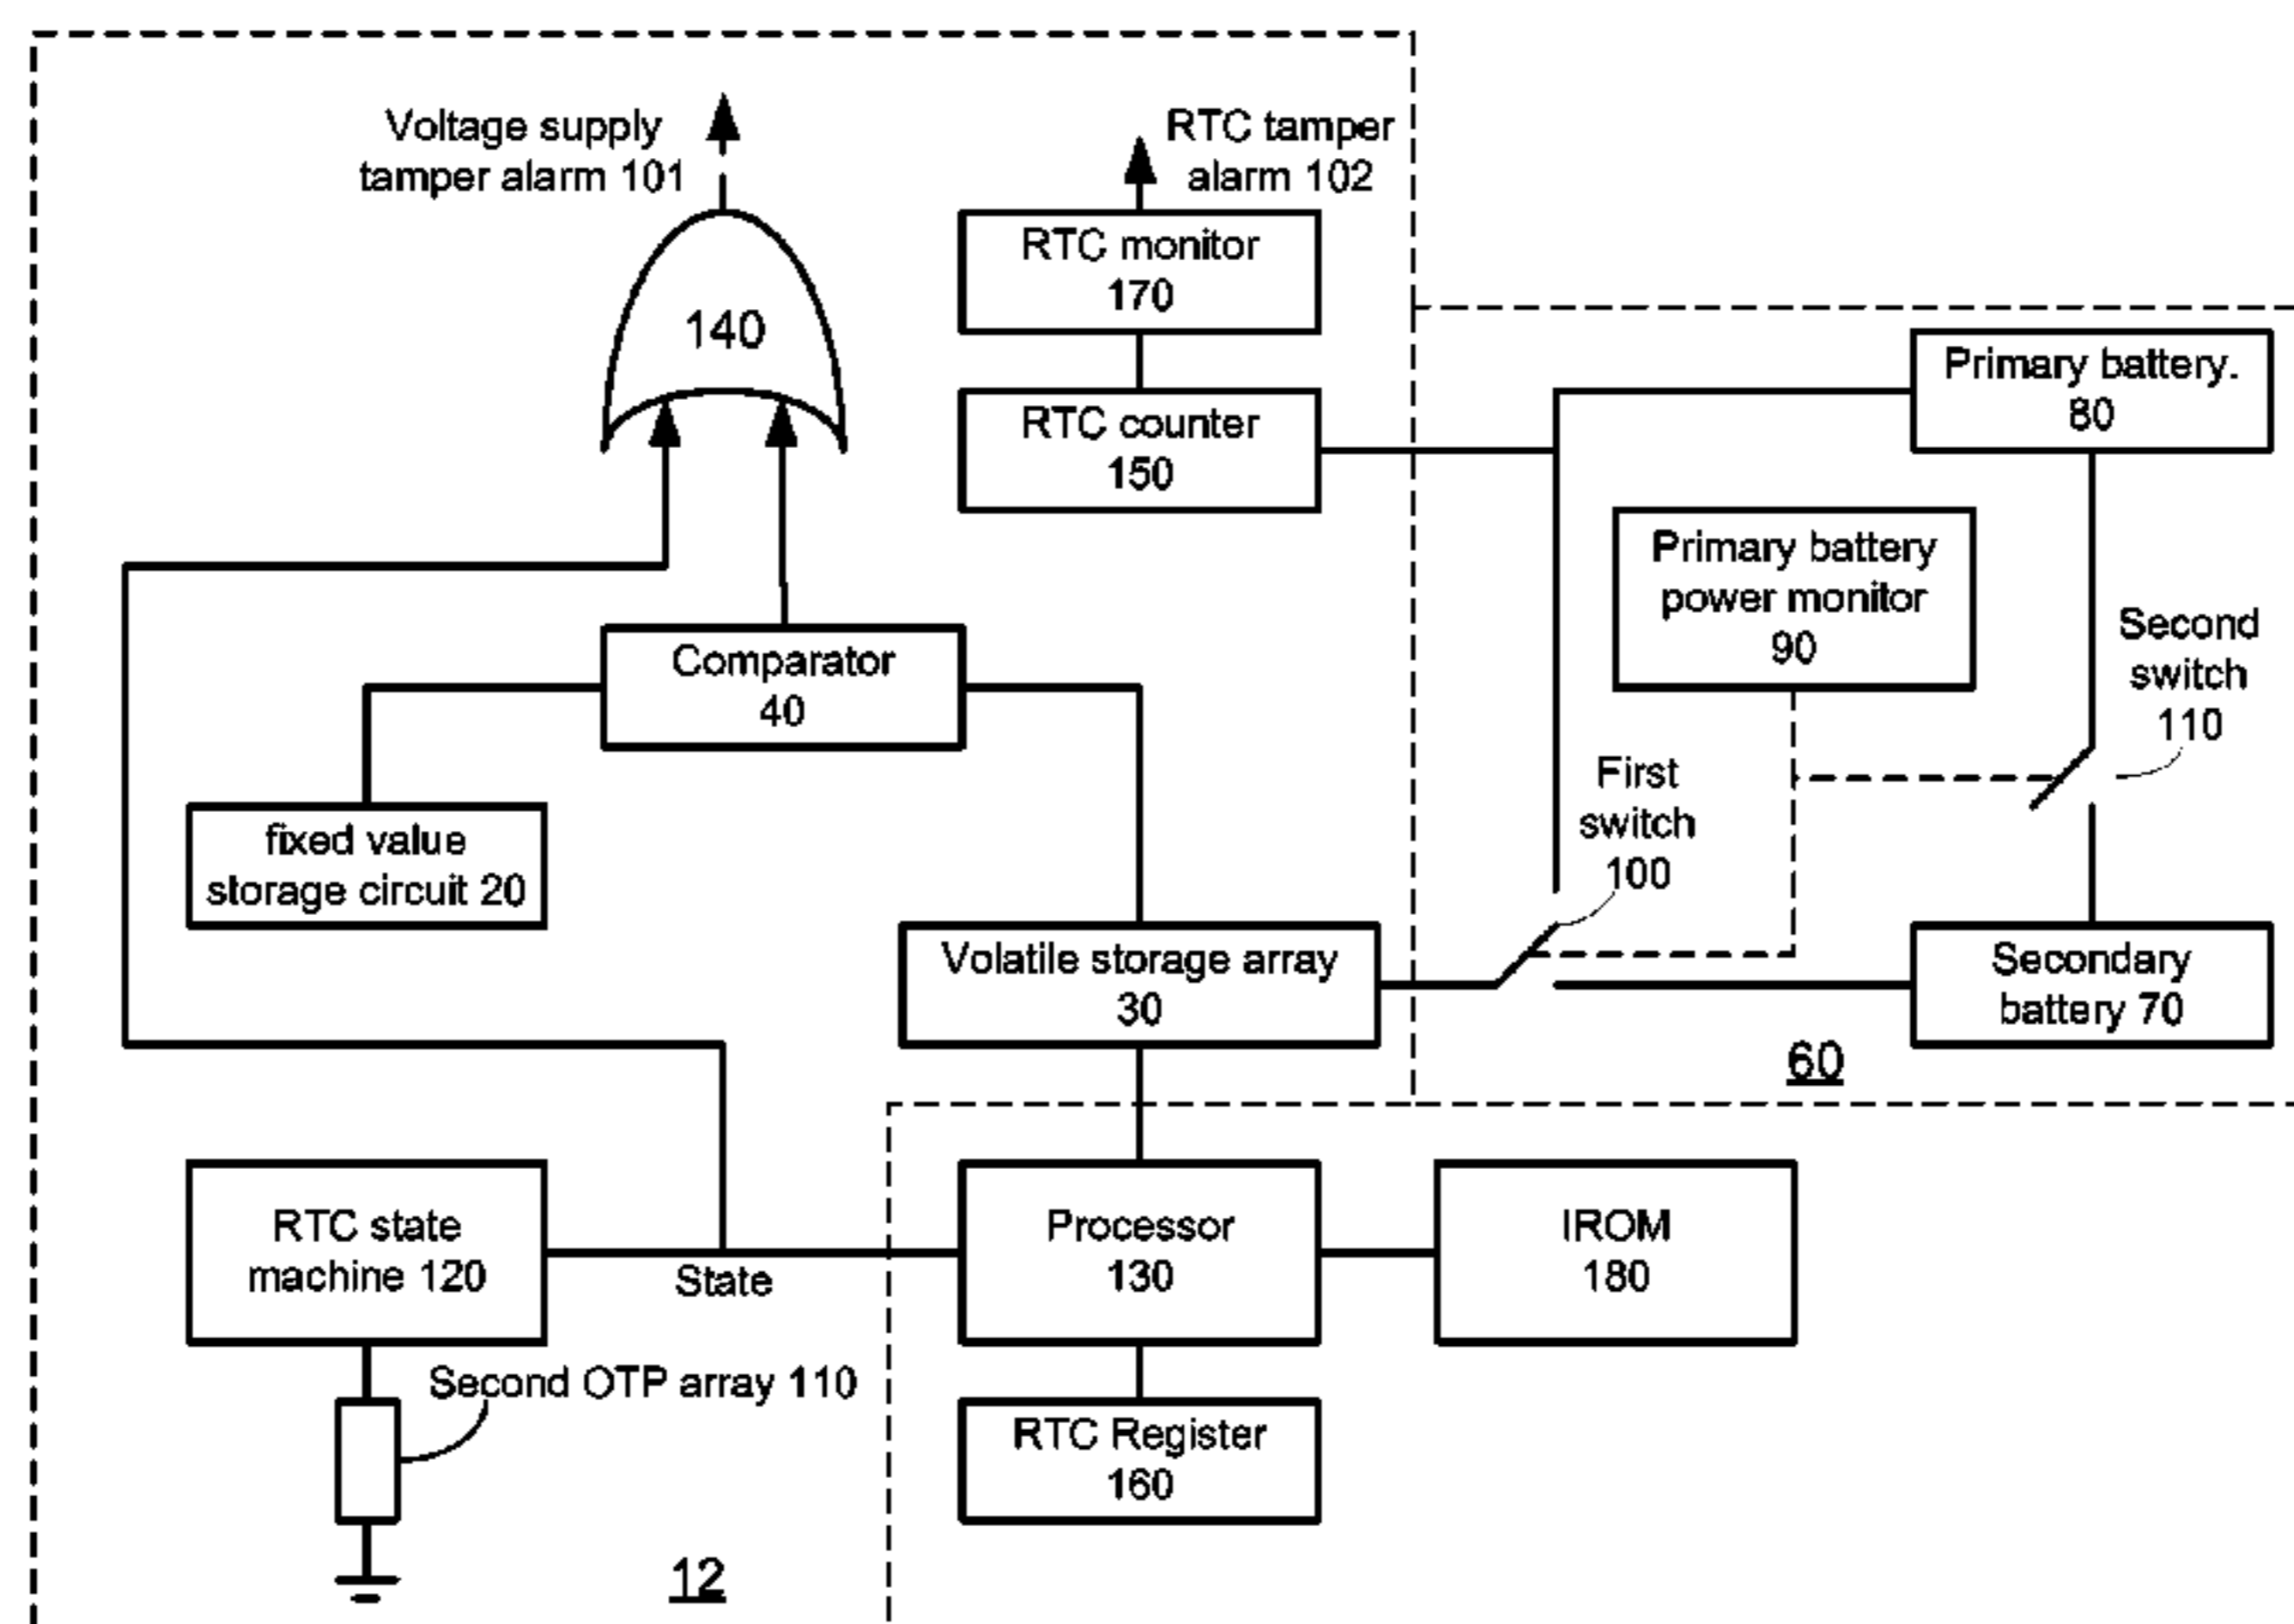 Voltage supply
tamper alarm 101
RTC tamper
alarm 102
RTC monitor
170
140
RTC counter
150
Primary battery.
80
Primary battery
power monitor
90
Second
switch
110
Comparator
40
First
switch
100
fixed value
storage circuit 20
Volatile storage array
30
Secondary
battery 70
60
RTC state
machine 120
State
Processor
130
IROM
180
Second OTP array 110
RTC Register
160
12